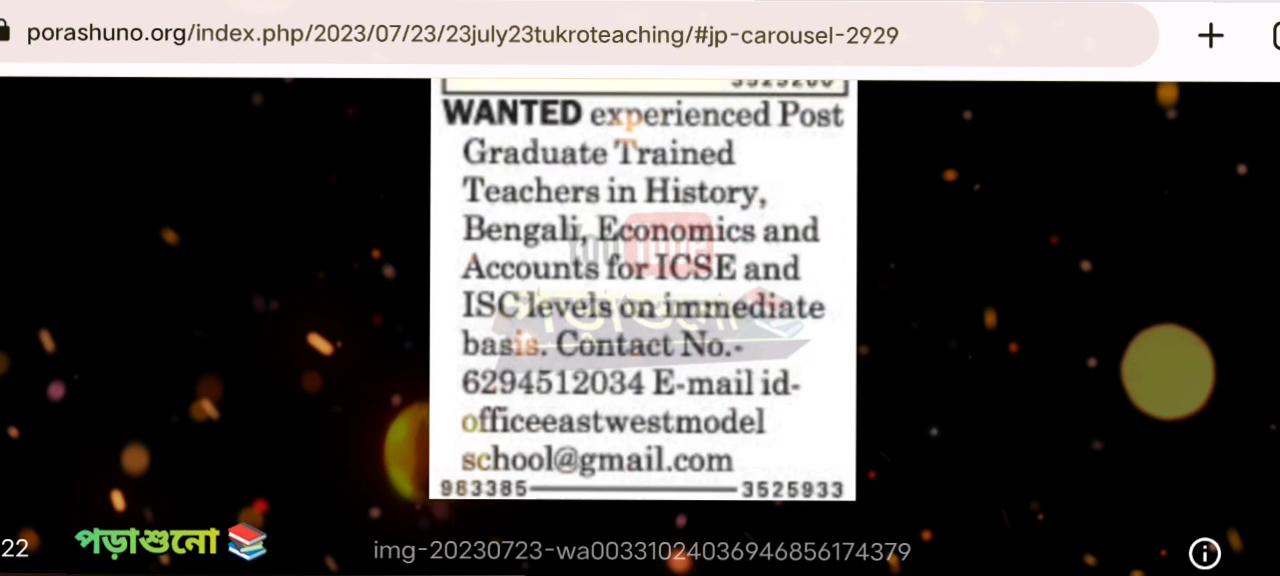 porashuno.org/index.php/2023/07/23/23july23tukroteaching/#jp-carousel-2929
WANTED experienced Post
Graduate Trained
Teachers in History,
Bengali, Economics and
Accounts for ICSE and
ISC levels on immediate
basis. Contact No.-
6294512034 E-mail id-
officeeastwestmodel
school@gmail.com
983385 3525933
22 পড়াশুনো
img-20230723-wa00331024036946856174379